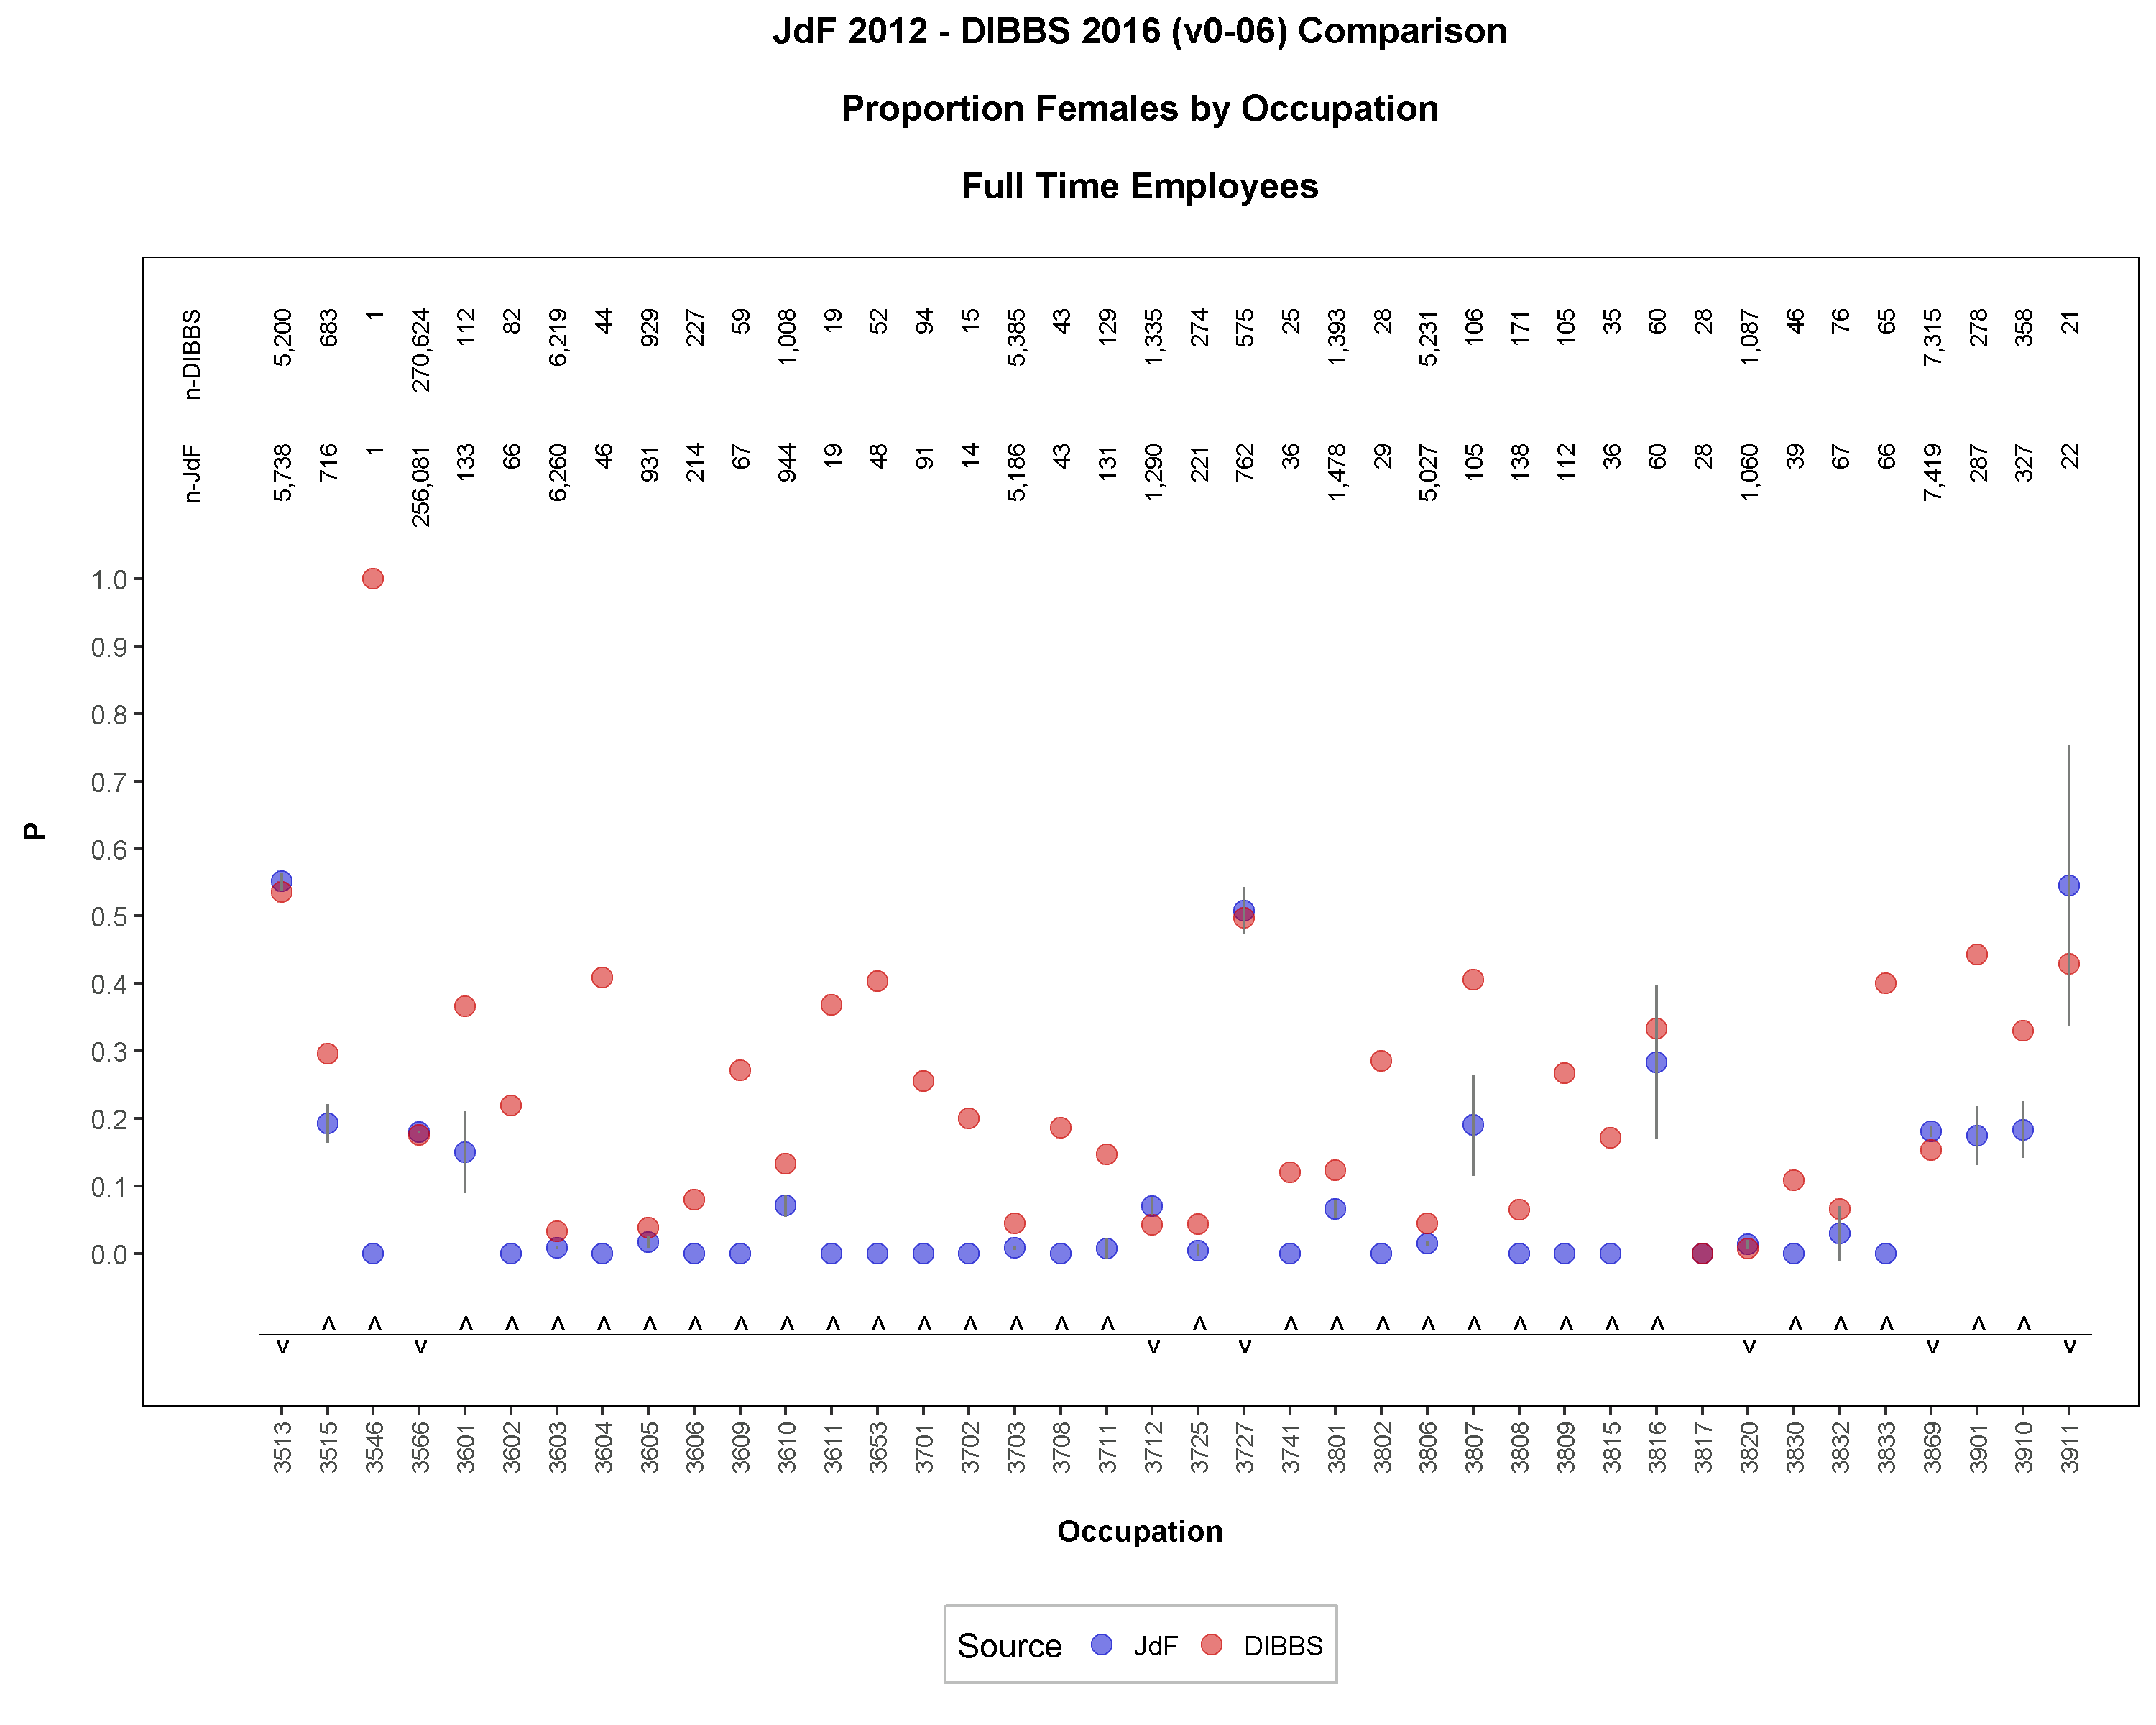 JdF 2012 - DIBBS 2016 (v0-06) Comparison
Proportion Females by Occupation
Full Time Employees
n-DIBBS 5,200 683 1 270,624 112 82 6,219 44 929 227 59 1,008 19 52 94 15 5,385 43 129 1,335 274 575 25 1,393 28 5,231 106 171 105 35 60 28 1,087 46 76 65 7,315 278 358 21
n-JdF 5,738 716 1 256,081 133 66 6,260 46 931 214 67 944 19 48 91 14 5,186 43 131 1,290 221 762 36 1,478 29 5,027 105 138 112 36 60 28 1,060 39 67 66 7,419 287 327 22
1.0
0.9
0.8
0.7
0.6
0.5
0.4
0.3
0.2
0.1
0.0
P
^ ^ ^ ^ ^ ^ ^ ^ ^ ^ ^ ^ ^ ^ ^ ^ ^ ^ ^ ^ ^ ^ ^ ^ ^ ^ ^ ^ ^ ^ ^ ^
v v v v v v v
3513 3515 3546 3566 3601 3602 3603 3604 3605 3606 3609 3610 3611 3653 3701 3702 3703 3708 3711 3712 3725 3727 3741 3801 3802 3806 3807 3808 3809 3815 3816 3817 3820 3830 3832 3833 3869 3901 3910 3911
Occupation
Source JdF DIBBS